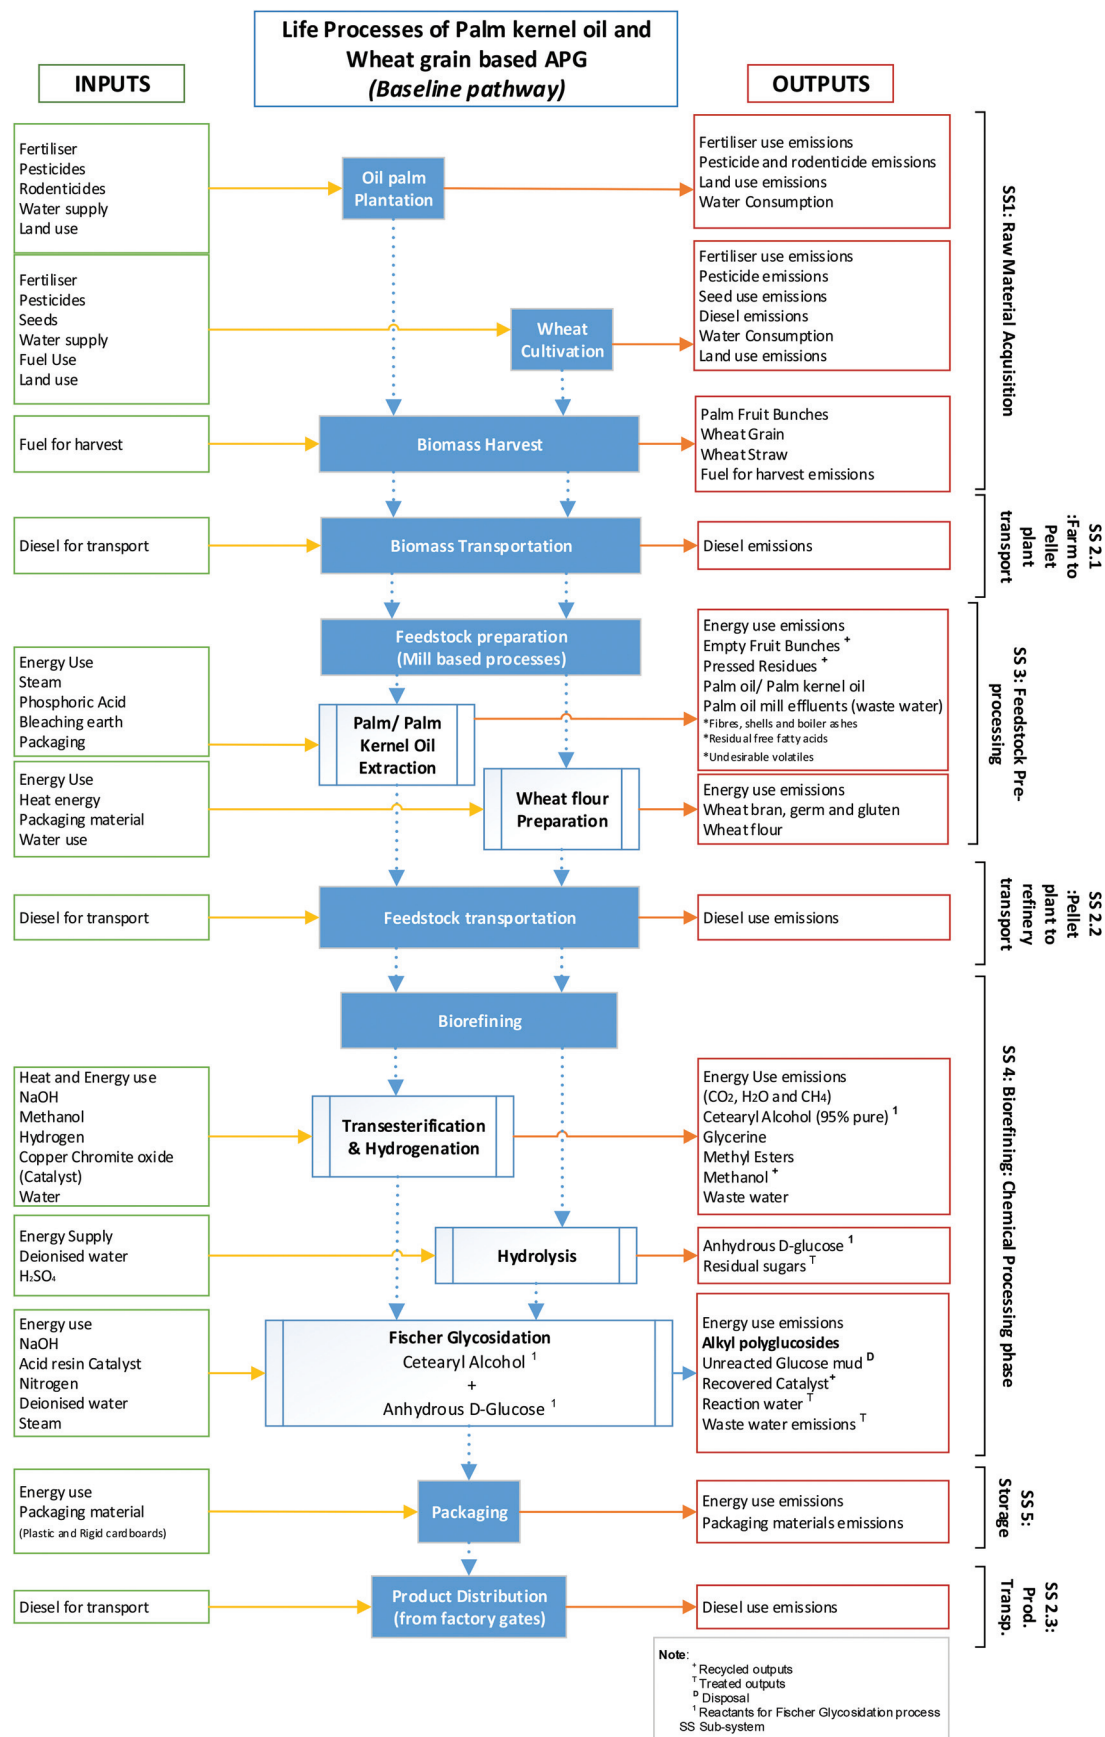 Life Processes of Palm kernel oil and
Wheat grain based APG
(Baseline pathway)
INPUTS
OUTPUTS
Fertiliser
Pesticides
Rodenticides
Water supply
Land use
Oil palm
Plantation
Fertiliser use emissions
Pesticide and rodenticide emissions
Land use emissions
Water Consumption
SS1: Raw Material Acquisition
Fertiliser
Pesticides
Seeds
Water supply
Fuel Use
Land use
Wheat
Cultivation
Fertiliser use emissions
Pesticide emissions
Seed use emissions
Diesel emissions
Water Consumption
Land use emissions
Fuel for harvest
Biomass Harvest
Palm Fruit Bunches
Wheat Grain
Wheat Straw
Fuel for harvest emissions
Diesel for transport
Biomass Transportation
Diesel emissions
SS 2.1
:Farm to
Pellet
plant
transport
Feedstock preparation
(Mill based processes)
Energy Use
Steam
Phosphoric Acid
Bleaching earth
Packaging
Palm/ Palm
Kernel Oil
Extraction
Energy use emissions
Empty Fruit Bunches +
Pressed Residues +
Palm oil/ Palm kernel oil
Palm oil mill effluents (waste water)
*Fibres, shells and boiler ashes
*Residual free fatty acids
*Undesirable volatiles
SS 3: Feedstock Pre-
processing
Energy Use
Heat energy
Packaging material
Water use
Wheat flour
Preparation
Energy use emissions
Wheat bran, germ and gluten
Wheat flour
Diesel for transport
Feedstock transportation
Diesel use emissions
SS2.2
:Pellet
plant to
refinery
transport
Biorefining
Heat and Energy use
NaOH
Methanol
Hydrogen
Copper Chromite oxide
(Catalyst)
Water
Transesterification
& Hydrogenation
Energy Use emissions
(CO₂, H₂O and CH₄)
Cetearyl Alcohol (95% pure) ¹
Glycerine
Methyl Esters
Methanol +
Waste water
SS 4: Biorefining: Chemical Processing phase
Energy Supply
Deionised water
H₂SO₄
Hydrolysis
Anhydrous D-glucose ¹
Residual sugars T
Energy use
NaOH
Acid resin Catalyst
Nitrogen
Deionised water
Steam
Fischer Glycosidation
Cetearyl Alcohol ¹
+
Anhydrous D-Glucose ¹
Energy use emissions
Alkyl polyglucosides
Unreacted Glucose mud D
Recovered Catalyst+
Reaction water T
Waste water emissions T
Energy use
Packaging material
(Plastic and Rigid cardboards)
Packaging
Energy use emissions
Packaging materials emissions
SS 5:
Storage
Diesel for transport
Product Distribution
(from factory gates)
Diesel use emissions
SS 2.3:
Prod.
Transp.
Note:
+ Recycled outputs
T Treated outputs
D Disposal
¹ Reactants for Fischer Glycosidation process
SS Sub-system